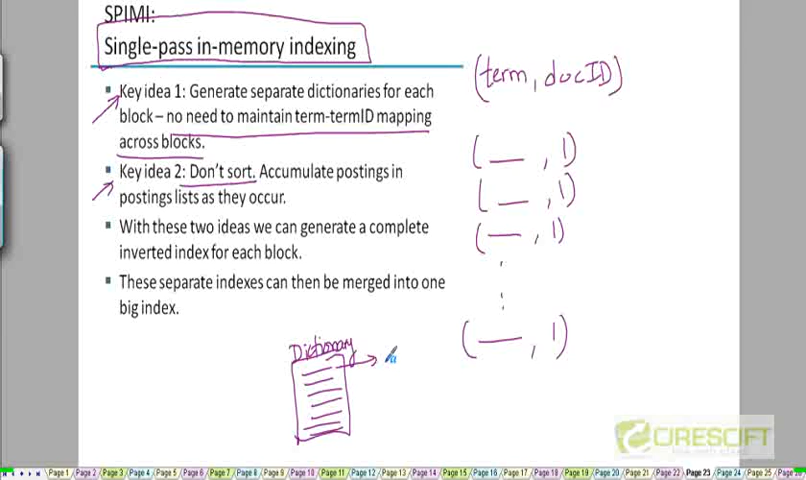 SPIMI:
Single-pass in-memory indexing
Key idea 1: Generate separate dictionaries for each
block – no need to maintain term-termID mapping
across blocks.
Key idea 2: Don't sort. Accumulate postings in
postings lists as they occur.
With these two ideas we can generate a complete
inverted index for each block.
These separate indexes can then be merged into one
big index.
(term, docID)
( __ , 1)
( __ , 1)
( __ , 1)
( __ , 1)
Dictionary
Page 1 Page 2 Page 3 Page 4 Page 5 Page 6 Page 7 Page 8 Page 9 Page 10 Page 11 Page 12 Page 13 Page 14 Page 15 Page 16 Page 17 Page 18 Page 19 Page 20 Page 21 Page 22 Page 23 Page 24 Page 25